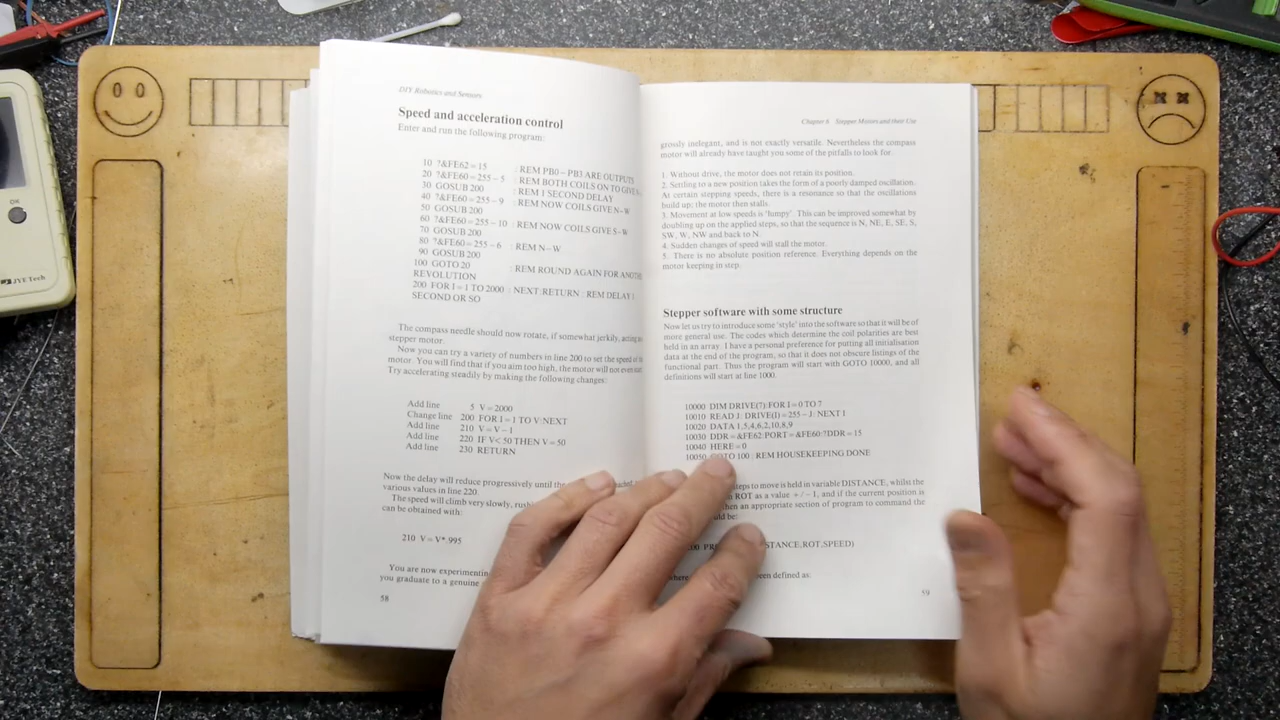 DIY Robotics and Sensors
Speed and acceleration control
Enter and run the following program:
10 ?&FE62=15 : REM PB0-PB3 ARE OUTPUTS
20 ?&FE60=255-5 : REM BOTH COILS ON TO GIVE
30 GOSUB 200 : REM 1 SECOND DELAY
40 ?&FE60=255-9 : REM NOW COILS GIVE N-W
50 GOSUB 200
60 ?&FE60=255-10 : REM NOW COILS GIVE S-W
70 GOSUB 200
80 ?&FE60=255-6 : REM N-W
90 GOSUB 200
100 GOTO 20 : REM ROUND AGAIN FOR
REVOLUTION
200 FOR I=1 TO 2000 : NEXT:RETURN : REM DELAY 1
SECOND OR SO
The compass needle should now rotate, if somewhat jerkily, acting
stepper motor.
Now you can try a variety of numbers in line 200 to set the speed of
motor. You will find that if you aim too high, the motor will not even
Try accelerating steadily by making the following changes:
Add line 5 V=2000
Change line 200 FOR I=1 TO V:NEXT
Add line 210 V=V-1
Add line 220 IF V<50 THEN V=50
Add line 230 RETURN
Now the delay will reduce progressively until the
various values in line 220.
The speed will climb very slowly,
can be obtained with:
210 V=V*.995
You are now experimenting
you graduate to a genuine
58
JYE Tech
OK
Chapter 6 Stepper Motors and their Use
grossly inelegant, and is not exactly versatile. Nevertheless the compass
motor will already have taught you some of the pitfalls to look for.
1. Without drive, the motor does not retain its position.
2. Settling to a new position takes the form of a poorly damped oscillation.
At certain stepping speeds, there is a resonance so that the oscillations
build up; the motor then stalls.
3. Movement at low speeds is 'lumpy'. This can be improved somewhat by
doubling up on the applied steps, so that the sequence is N, NE, E, SE, S,
SW, W, NW and back to N.
4. Sudden changes of speed will stall the motor.
5. There is no absolute position reference. Everything depends on the
motor keeping in step.
Stepper software with some structure
Now let us try to introduce some 'style' into the software so that it will be of
more general use. The codes which determine the coil polarities are best
held in an array. I have a personal preference for putting all initialisation
data at the end of the program, so that it does not obscure listings of the
functional part. Thus the program will start with GOTO 10000, and all
definitions will start at line 1000.
10000 DIM DRIVE(7):FOR I=0 TO 7
10010 READ J: DRIVE(I)=255-J: NEXT I
10020 DATA 1,5,4,6,2,10,8,9
10030 DDR=&FE62:PORT=&FE60:?DDR=15
10040 HERE=0
10050 GOTO 100 : REM HOUSEKEEPING DONE
steps to move is held in variable DISTANCE, whilst the
in ROT as a value +/-1, and if the current position is
then an appropriate section of program to command the
be:
DISTANCE,ROT,SPEED)
been defined as:
59